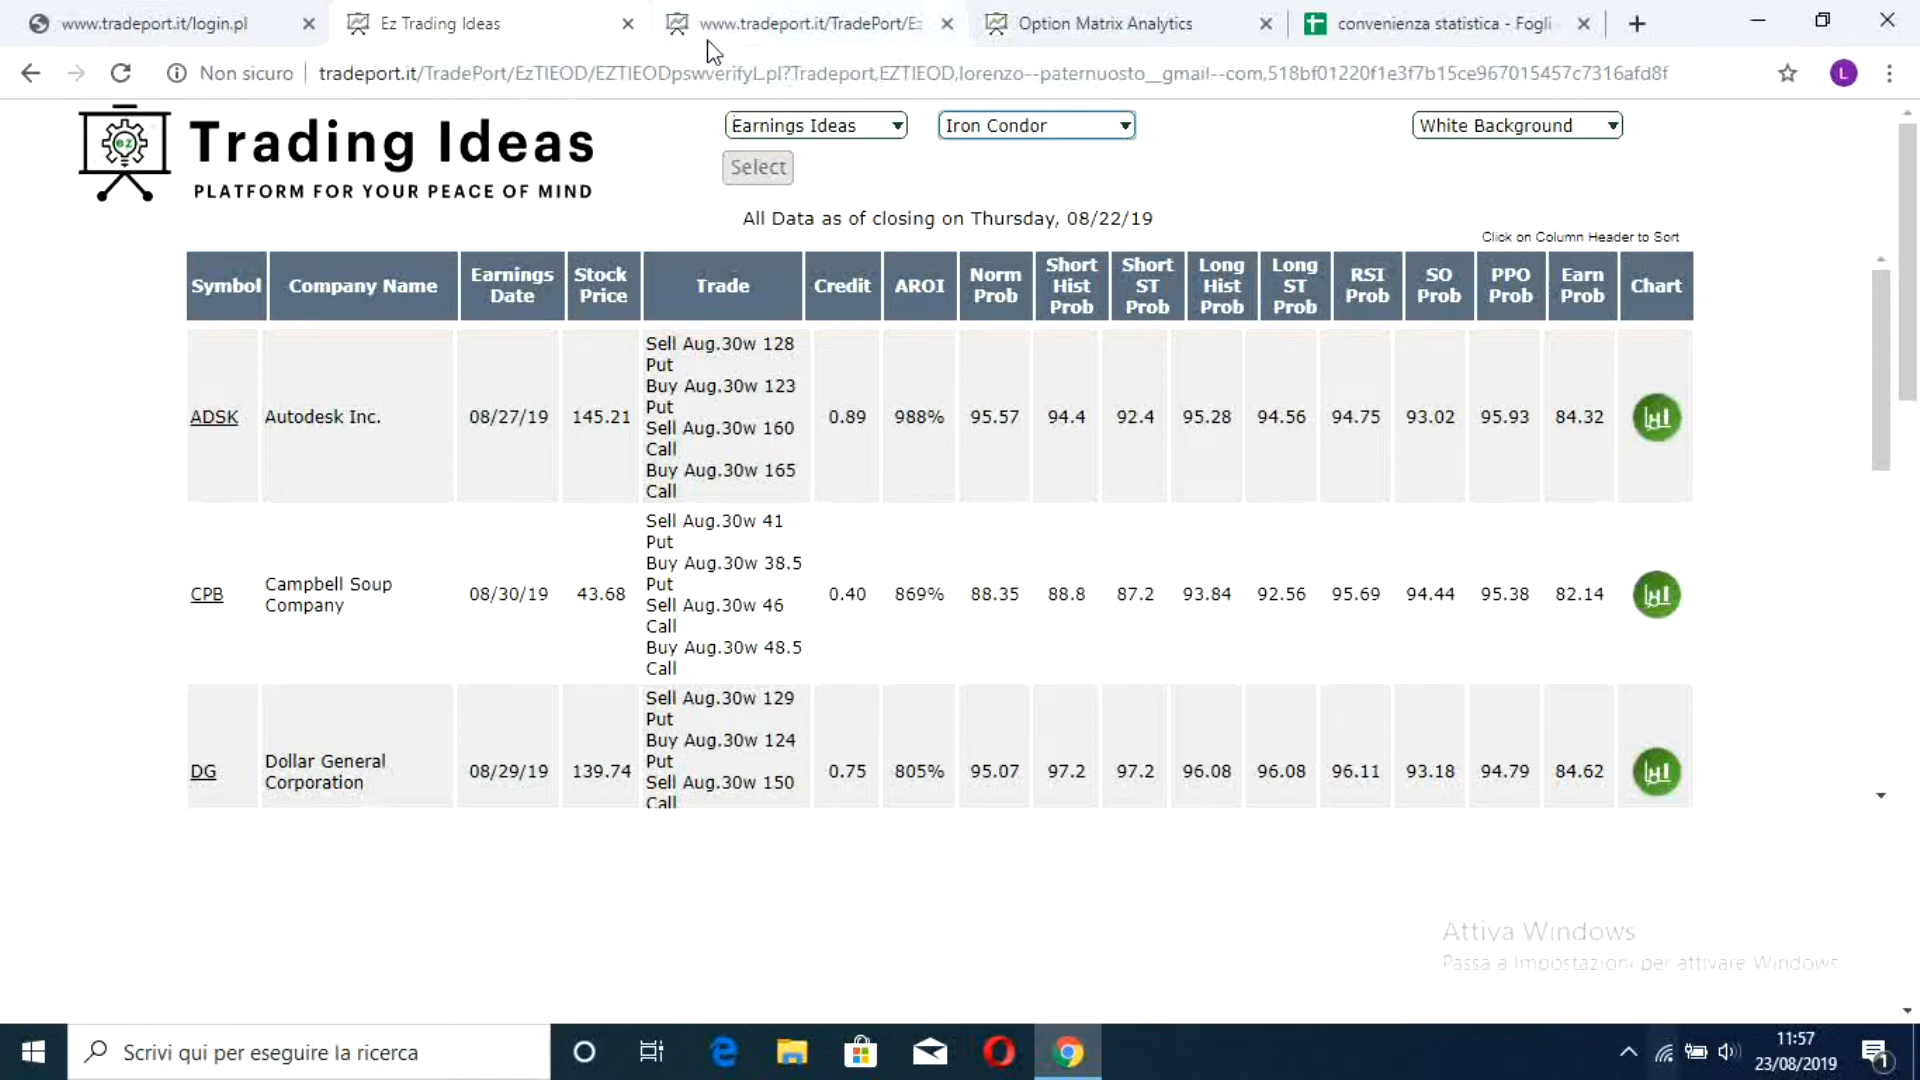 www.tradeport.it/login.pl
Ez Trading Ideas
www.tradeport.it/TradePort/Ez
Option Matrix Analytics
convenienza statistica - Fogli
Non sicuro
tradeport.it/TradePort/EzTIEOD/EZTIEODpswverifyL.pl?Tradeport,EZTIEOD,lorenzo--paternuosto__gmail--com,518bf01220f1e3f7b15ce967015457c7316afd8f
L
ez
Trading Ideas
PLATFORM FOR YOUR PEACE OF MIND
Earnings Ideas
Iron Condor
White Background
Select
All Data as of closing on Thursday, 08/22/19
Click on Column Header to Sort
Symbol Company Name Earnings Date Stock Price Trade Credit AROI Norm Prob Short Hist Prob Short ST Prob Long Hist Prob Long ST Prob RSI Prob SO Prob PPO Prob Earn Prob Chart
Sell Aug.30w 128
Put
Buy Aug.30w 123
Put
ADSK Autodesk Inc. 08/27/19 145.21 0.89 988% 95.57 94.4 92.4 95.28 94.56 94.75 93.02 95.93 84.32
Sell Aug.30w 160
Call
Buy Aug.30w 165
Call
Sell Aug.30w 41
Put
Buy Aug.30w 38.5
Put
CPB Campbell Soup Company 08/30/19 43.68 0.40 869% 88.35 88.8 87.2 93.84 92.56 95.69 94.44 95.38 82.14
Sell Aug.30w 46
Call
Buy Aug.30w 48.5
Call
Sell Aug.30w 129
Put
Buy Aug.30w 124
Put
DG Dollar General Corporation 08/29/19 139.74 0.75 805% 95.07 97.2 97.2 96.08 96.08 96.11 93.18 94.79 84.62
Sell Aug.30w 150
Call
Attiva Windows
Passa a Impostazioni per attivare Windows.
Scrivi qui per eseguire la ricerca
11:57
23/08/2019
1